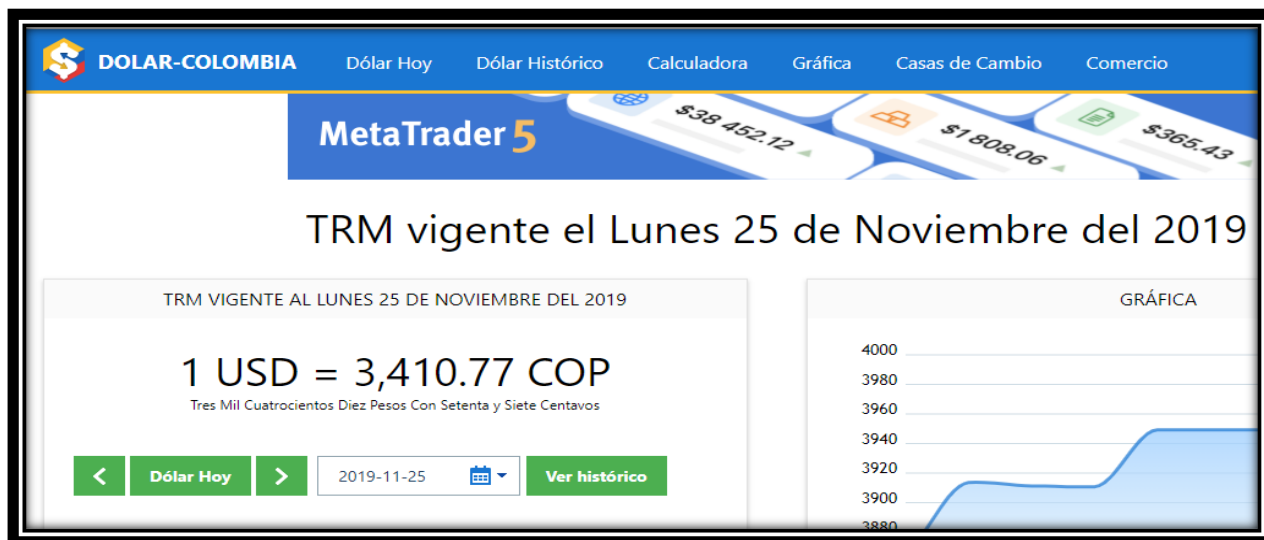 DOLAR-COLOMBIA Dólar Hoy Dólar Histórico Calculadora Gráfica Casas de Cambio Comercio
MetaTrader 5 $38 452.12 $1 808.06 $365.43
TRM vigente el Lunes 25 de Noviembre del 2019
TRM VIGENTE AL LUNES 25 DE NOVIEMBRE DEL 2019
1 USD = 3,410.77 COP
Tres Mil Cuatrocientos Diez Pesos Con Setenta y Siete Centavos
Dólar Hoy 2019-11-25 Ver histórico
GRÁFICA
4000
3980
3960
3940
3920
3900
3880